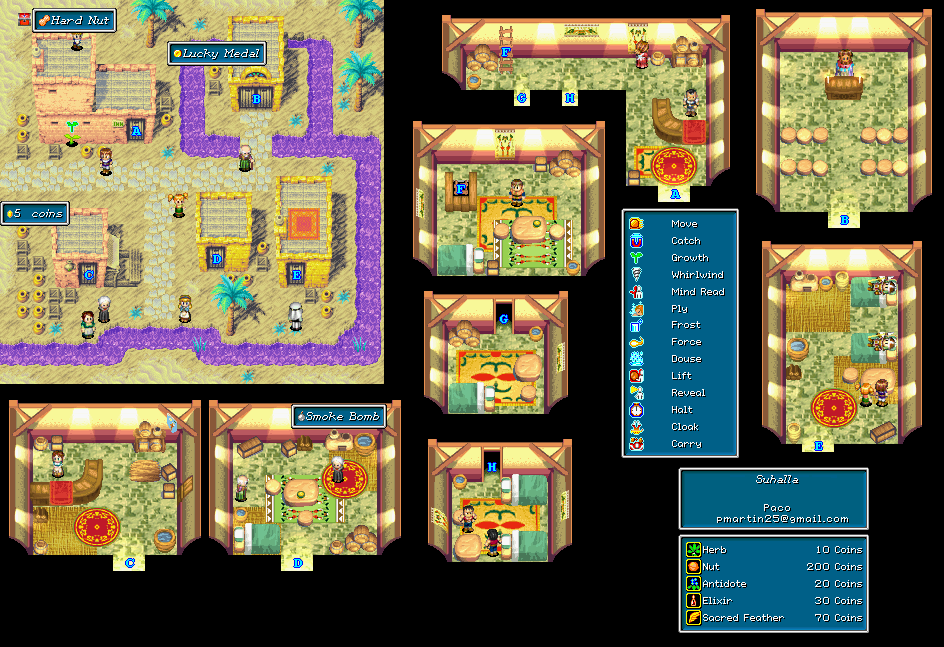 Hard Nut
Lucky Medal
INN
A
B
5 coins
C
D
E
F
G
H
A
B
F
G
H
C
Smoke Bomb
D
E
Move
Catch
Growth
Whirlwind
Mind Read
Ply
Frost
Force
Douse
Lift
Reveal
Halt
Cloak
Carry
Suhalla
Paco
pmartin25@gmail.com
Herb 10 Coins
Nut 200 Coins
Antidote 20 Coins
Elixir 30 Coins
Sacred Feather 70 Coins